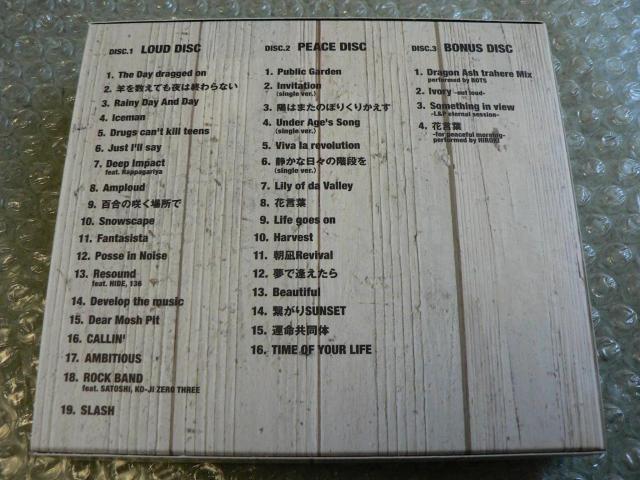 DISC.1 LOUD DISC
1. The Day dragged on
2. 羊を数えても夜は終わらない
3. Rainy Day And Day
4. Iceman
5. Drugs can't kill teens
6. Just I'll say
7. Deep Impact
feat. Rappagariya
8. Amploud
9. 百合の咲く場所で
10. Snowscape
11. Fantasista
12. Posse in Noise
13. Resound
feat. HIDE, 136
14. Develop the music
15. Dear Mosh Pit
16. CALLIN'
17. AMBITIOUS
18. ROCK BAND
feat. SATOSHI, KO-JI ZERO THREE
19. SLASH
DISC.2 PEACE DISC
1. Public Garden
2. Invitation
(single ver.)
3. 陽はまたのぼりくりかえす
4. Under Age's Song
(single ver.)
5. Viva la revolution
6. 静かな日々の階段を
(single ver.)
7. Lily of da Valley
8. 花言葉
9. Life goes on
10. Harvest
11. 朝凪Revival
12. 夢で逢えたら
13. Beautiful
14. 繋がりSUNSET
15. 運命共同体
16. TIME OF YOUR LIFE
DISC.3 BONUS DISC
1. Dragon Ash trahere Mix
performed by BOTS
2. Ivory -not loud-
3. Something in view
-L&P eternal session-
4. 花言葉
-for peaceful morning-
performed by HIROKI